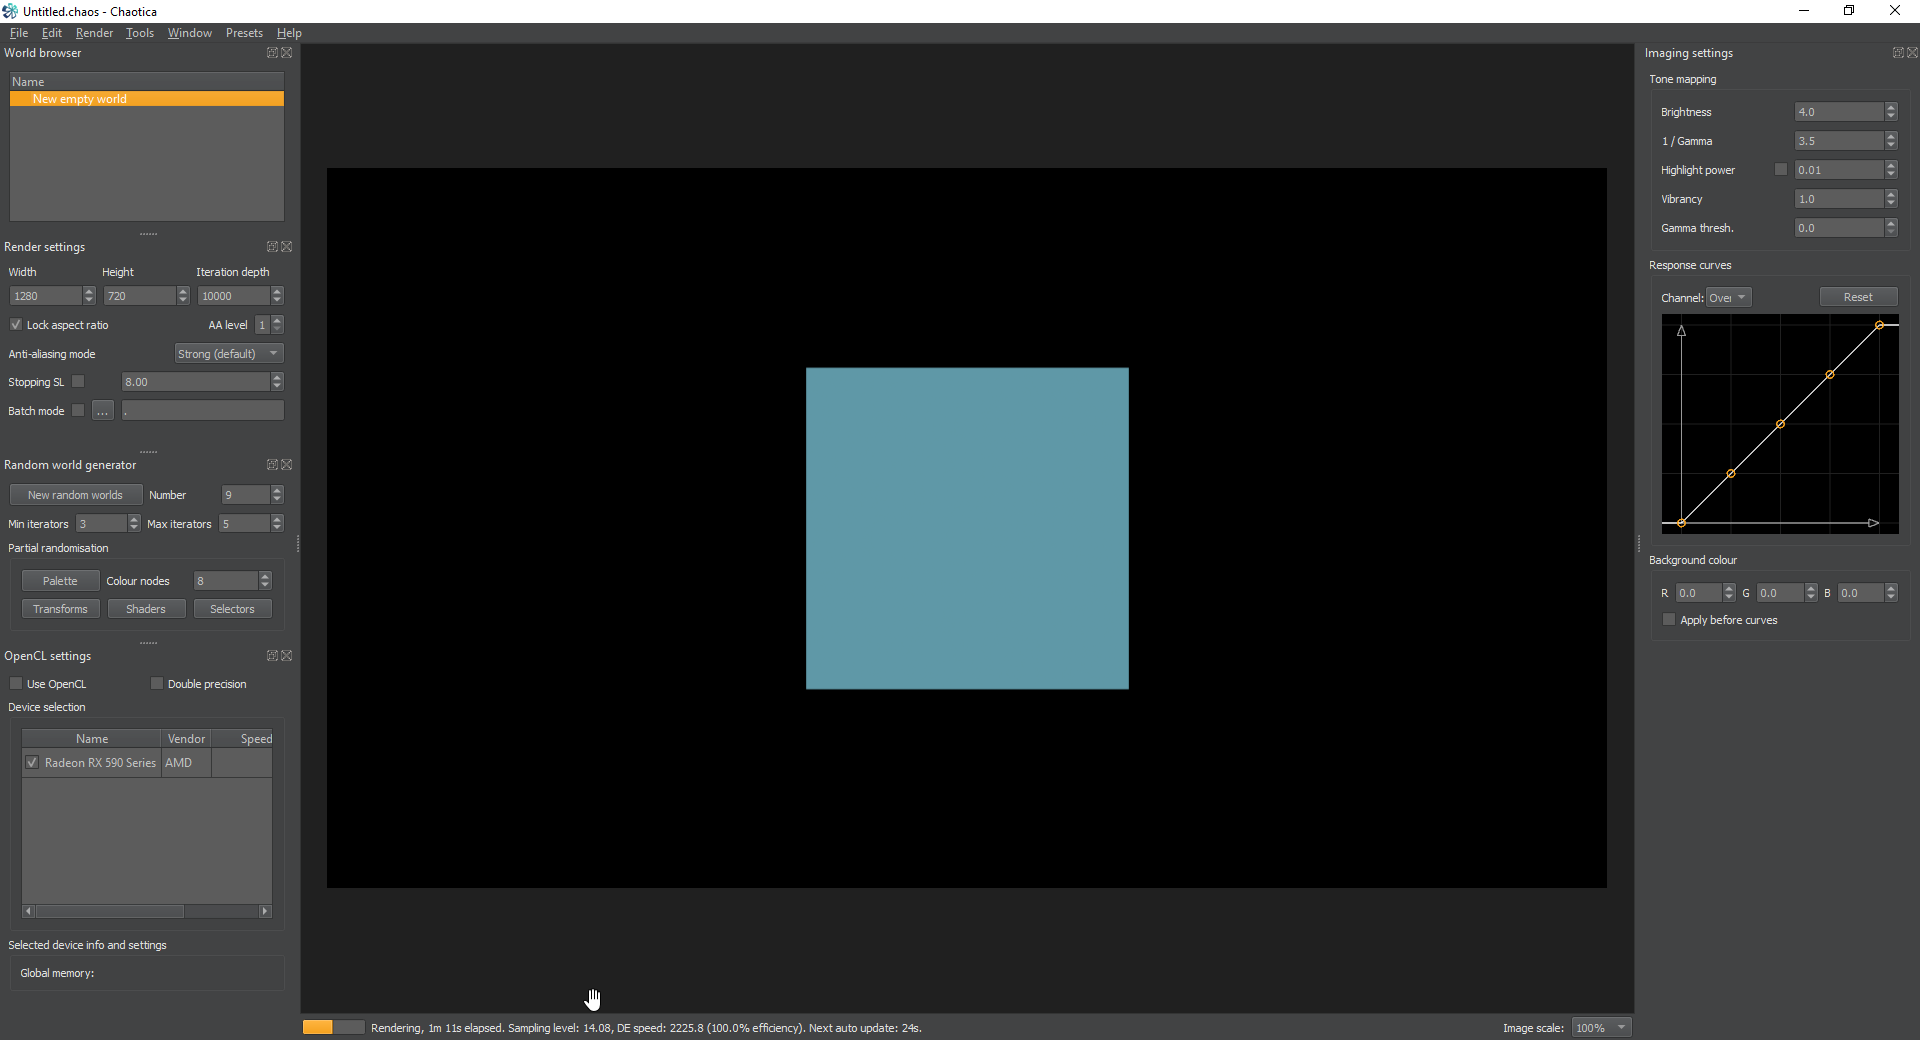 Untitled.chaos - Chaotica
File Edit Render Tools Window Presets Help
World browser
Name
New empty world
Render settings
Width Height Iteration depth
1280 720 10000
Lock aspect ratio AA level 1
Anti-aliasing mode Strong (default)
Stopping SL 8.00
Batch mode ... .
Random world generator
New random worlds Number 9
Min iterators 3 Max iterators 5
Partial randomisation
Palette Colour nodes 8
Transforms Shaders Selectors
OpenCL settings
Use OpenCL Double precision
Device selection
Name Vendor Speed
Radeon RX 590 Series AMD
Selected device info and settings
Global memory:
Rendering, 1m 11s elapsed. Sampling level: 14.08, DE speed: 2225.8 (100.0% efficiency). Next auto update: 24s.
Image scale: 100%
Imaging settings
Tone mapping
Brightness 4.0
1 / Gamma 3.5
Highlight power 0.01
Vibrancy 1.0
Gamma thresh. 0.0
Response curves
Channel: Over Reset
Background colour
R 0.0 G 0.0 B 0.0
Apply before curves